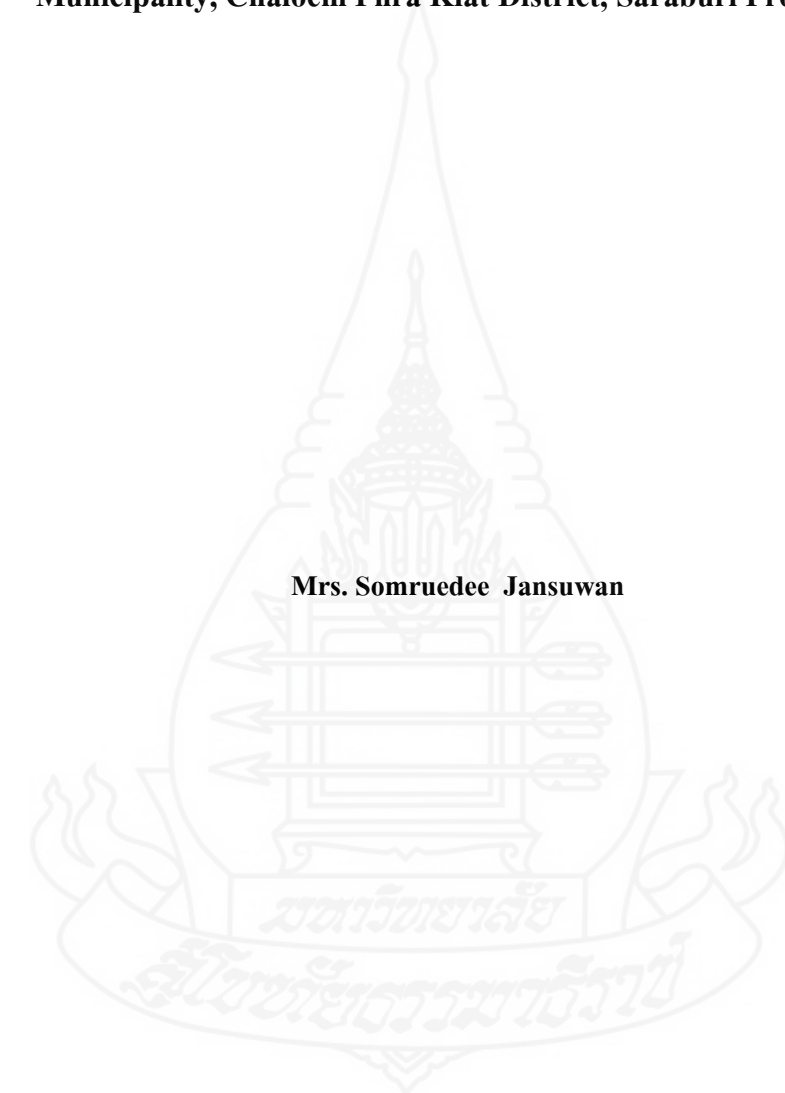 Municipality, Chaloem Phra Kiat District, Saraburi
Mrs. Somruedee Jansuwan
มหาวิทยาลัย
สุโขทัยธรรมาธิราช